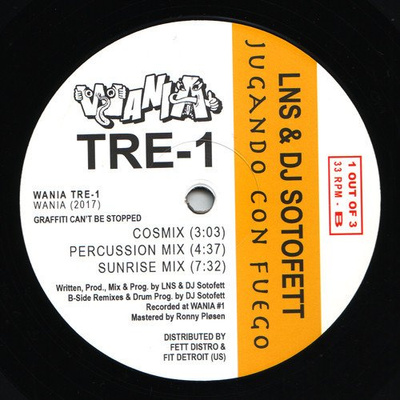 WANIA
TRE-1
WANIA TRE-1
WANIA (2017)
GRAFFITI CAN'T BE STOPPED
COSMIX (3:03)
PERCUSSION MIX (4:37)
SUNRISE MIX (7:32)
Written, Prod., Mix & Prog. by LNS & DJ Sotofett
B-Side Remixes & Drum Prog. by DJ Sotofett
Recorded at WANIA #1
Mastered by Ronny Pløsen
DISTRIBUTED BY
FETT DISTRO &
FIT DETROIT (US)
LNS & DJ SOTOFETT
JUGANDO CON FUEGO
1 OUT OF 3
33 RPM - B